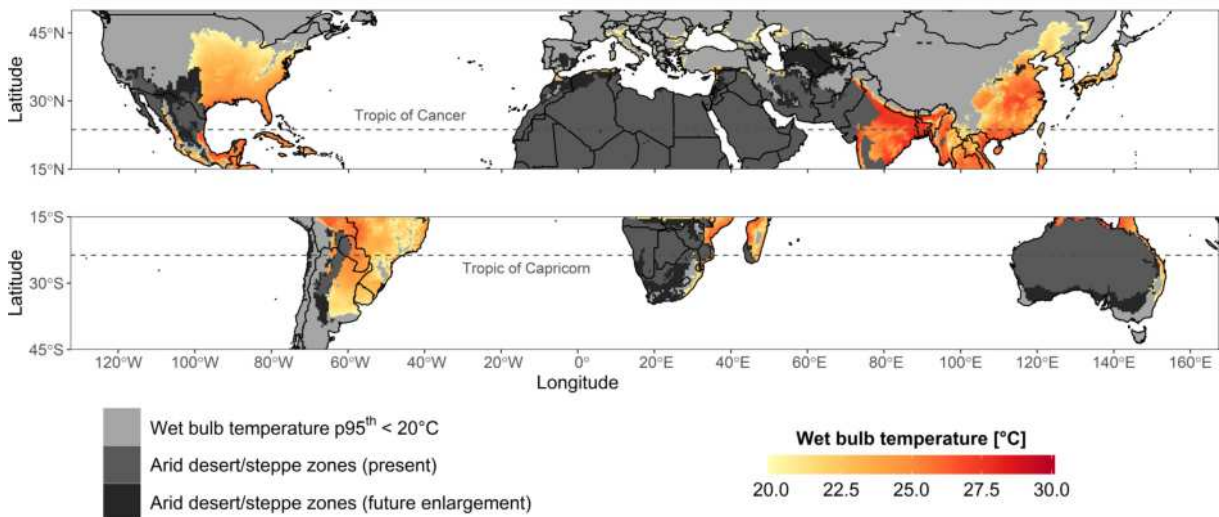 45°N
30°N
15°N
Latitude
Tropic of Cancer
15°S
30°S
45°S
Latitude
Tropic of Capricorn
120°W 100°W 80°W 60°W 40°W 20°W 0° 20°E 40°E 60°E 80°E 100°E 120°E 140°E 160°E
Longitude
Wet bulb temperature p95th < 20°C
Arid desert/steppe zones (present)
Arid desert/steppe zones (future enlargement)
Wet bulb temperature [°C]
20.0 22.5 25.0 27.5 30.0